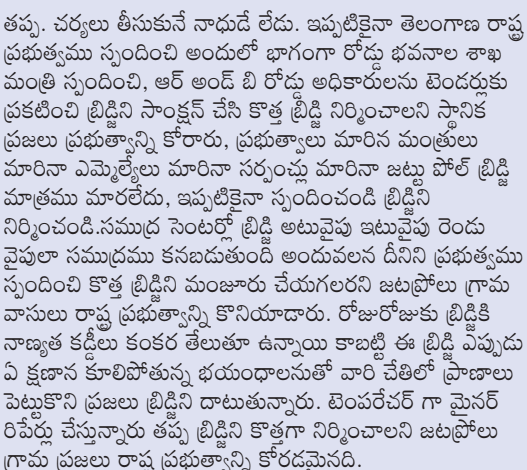 తప్ప. చర్యలు తీసుకునే నాధుడే లేడు. ఇప్పటికైనా తెలంగాణ రాష్ట్ర
ప్రభుత్వము స్పందించి అందులో భాగంగా రోడ్డు భవనాల శాఖ
మంత్రి స్పందించి, ఆర్ అండ్ బి రోడ్డు అధికారులను టెండర్లుకు
ప్రకటించి బ్రిడ్జిని సాంక్షన్ చేసి కొత్త బ్రిడ్జి నిర్మించాలని స్థానిక
ప్రజలు ప్రభుత్వాన్ని కోరారు, ప్రభుత్వాలు మారిన మంత్రులు
మారినా ఎమ్మెల్యేలు మారినా సర్పంచ్లు మారినా జట్టు పోల్ బ్రిడ్జి
మాత్రము మారలేదు, ఇప్పటికైనా స్పందించండి బ్రిడ్జిని
నిర్మించండి.సముద్ర సెంటర్లో బ్రిడ్జి అటువైపు ఇటువైపు రెండు
వైపులా సముద్రము కనబడుతుంది అందువలన దీనిని ప్రభుత్వము
స్పందించి కొత్త బ్రిడ్జిని మంజూరు చేయగలరని జటప్రోలు గ్రామ
వాసులు రాష్ట్ర ప్రభుత్వాన్ని కొనియాడారు. రోజురోజుకు బ్రిడ్జికి
నాణ్యత కడ్డీలు కంకర తేలుతూ ఉన్నాయి కాబట్టి ఈ బ్రిడ్జి ఎప్పుడు
ఏ క్షణాన కూలిపోతున్న భయంధాలనుతో వారి చేతిలో ప్రాణాలు
పెట్టుకొని ప్రజలు బ్రిడ్జిని దాటుతున్నారు. టెంపరేచర్ గా మైనర్
రిపేర్లు చేస్తున్నారు తప్ప బ్రిడ్జిని కొత్తగా నిర్మించాలని జటప్రోలు
గ్రామ ప్రజలు రాష్ట్ర ప్రభుత్వాన్ని కోరడమైనది.